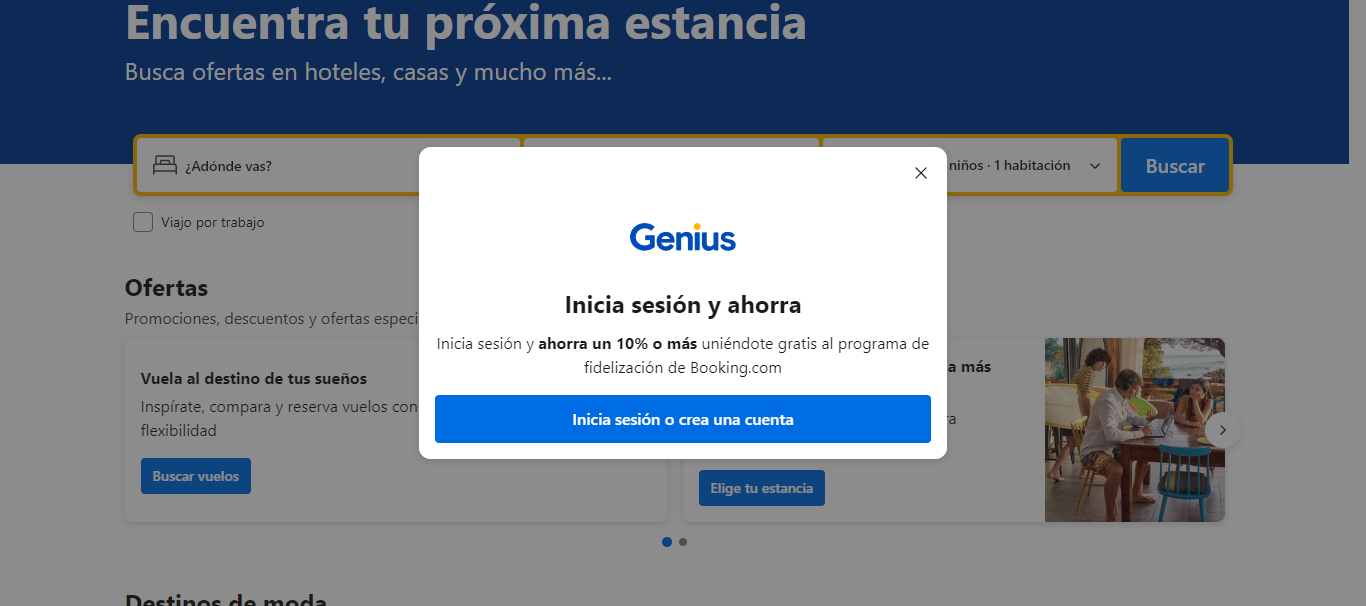 Encuentra tu próxima estancia
Busca ofertas en hoteles, casas y mucho más...
¿Adónde vas?
niños · 1 habitación
Buscar
Viajo por trabajo
Genius
Inicia sesión y ahorra
Inicia sesión y ahorra un 10% o más uniéndote gratis al programa de
fidelización de Booking.com
Inicia sesión o crea una cuenta
Ofertas
Promociones, descuentos y ofertas especi
Vuela al destino de tus sueños
Inspírate, compara y reserva vuelos con
flexibilidad
Buscar vuelos
a más
ra
Elige tu estancia
Destinos de moda